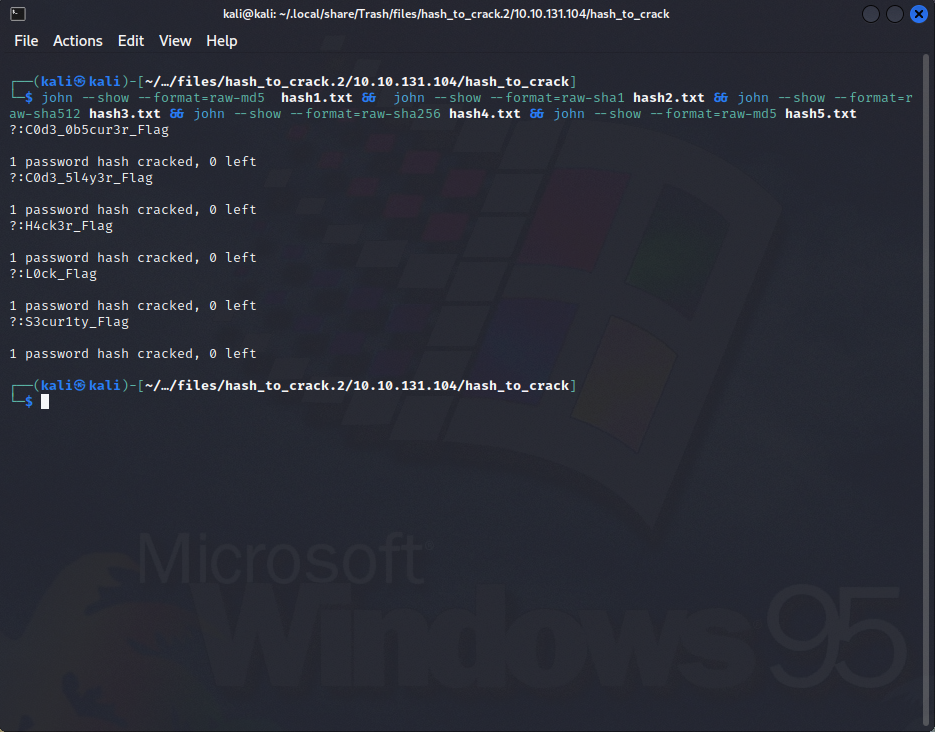 kali@kali: ~/.local/share/Trash/files/hash_to_crack.2/10.10.131.104/hash_to_crack
File Actions Edit View Help
┌──(kali㉿kali)-[~/…/files/hash_to_crack.2/10.10.131.104/hash_to_crack]
└─$ john --show --format=raw-md5  hash1.txt &&  john --show --format=raw-sha1 hash2.txt && john --show --format=r
aw-sha512 hash3.txt && john --show --format=raw-sha256 hash4.txt && john --show --format=raw-md5 hash5.txt
?:C0d3_0b5cur3r_Flag
1 password hash cracked, 0 left
?:C0d3_5l4y3r_Flag
1 password hash cracked, 0 left
?:H4ck3r_Flag
1 password hash cracked, 0 left
?:L0ck_Flag
1 password hash cracked, 0 left
?:S3cur1ty_Flag
1 password hash cracked, 0 left
┌──(kali㉿kali)-[~/…/files/hash_to_crack.2/10.10.131.104/hash_to_crack]
└─$
Microsoft
Windows 95